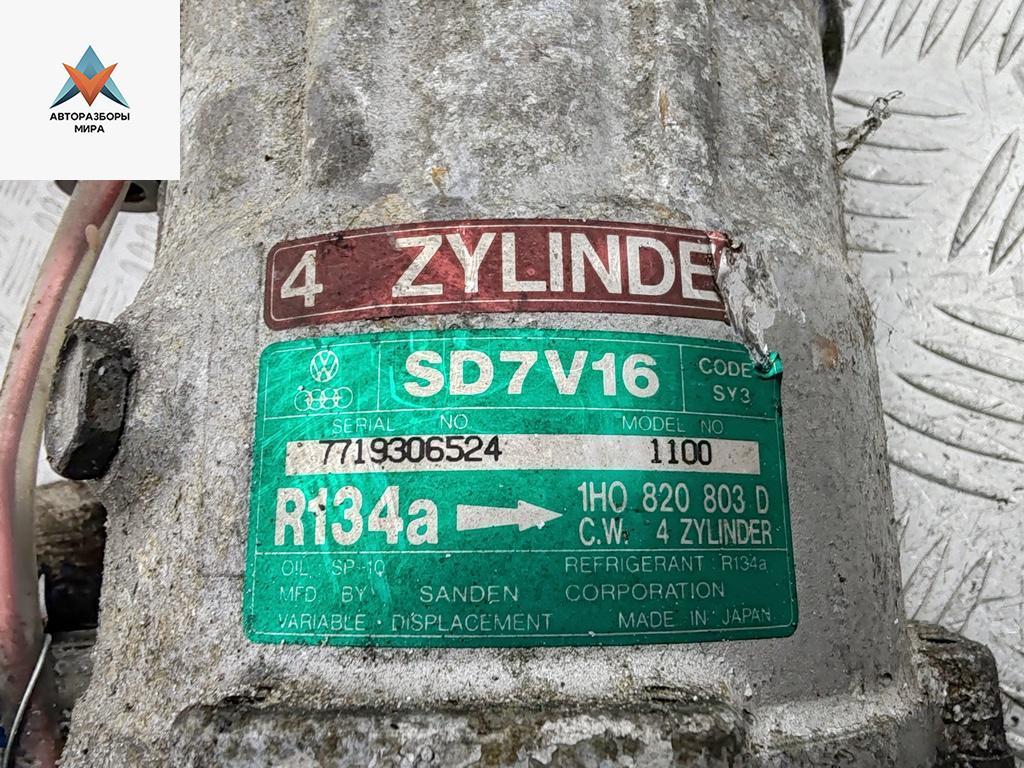 АВТОРАЗБОРЫ
МИРА
4 ZYLINDE
SD7V16
CODE
SY3
SERIAL NO
MODEL NO
7719306524
1100
R134a
1HO 820 803 D
C.W. 4 ZYLINDER
OIL SP-10
REFRIGERANT R134a
MFD BY SANDEN CORPORATION
VARIABLE DISPLACEMENT MADE IN JAPAN